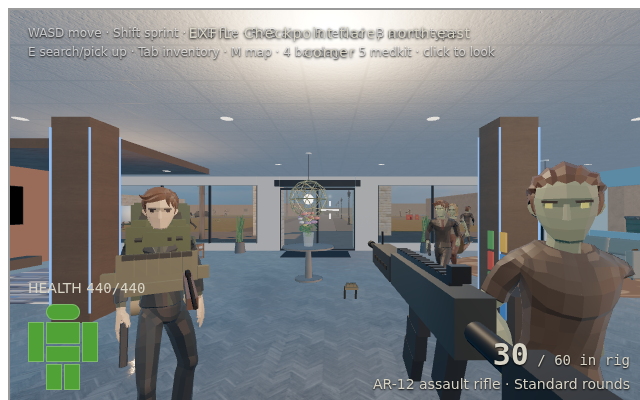 WASD move · Shift sprint ·
E search/pick up · Tab inventory · M map · 4 bandage · 5 medkit · click to look
HEALTH 440/440
30 / 60 in rig
AR-12 assault rifle · Standard rounds